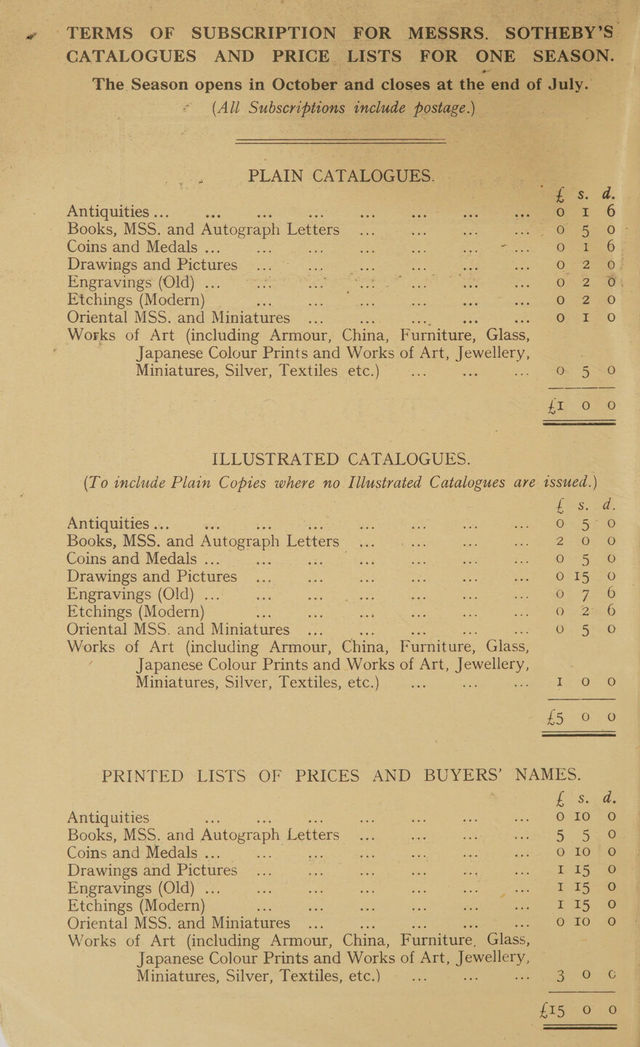 TERMS OF SUBSCRIPTION FOR MESSRS. SOTHEBY'S
CATALOGUES AND PRICE LISTS FOR ONE SEASON.
The Season opens in October and closes at the end of July.
(All Subscriptions include postage.)
PLAIN CATALOGUES.
£ s. d.
Antiquities ... ... ... ... ... ... ... ... 0 1 6
Books, MSS. and Autograph Letters ... ... ... ... 0 5 0
Coins and Medals ... ... ... ... ... ... ... 0 1 6
Drawings and Pictures ... ... ... ... ... ... 0 2 0
Engravings (Old) ... ... ... ... ... ... ... 0 2 0
Etchings (Modern) ... ... ... ... ... ... 0 2 0
Oriental MSS. and Miniatures ... ... ... ... ... 0 1 0
Works of Art (including Armour, China, Furniture, Glass,
Japanese Colour Prints and Works of Art, Jewellery,
Miniatures, Silver, Textiles etc.) ... ... ... 0 5 0
£1 0 0
ILLUSTRATED CATALOGUES.
(To include Plain Copies where no Illustrated Catalogues are issued.)
£ s. d.
Antiquities ... ... ... ... ... ... ... ... 0 5 0
Books, MSS. and Autograph Letters ... ... ... ... 2 0 0
Coins and Medals ... ... ... ... ... ... ... 0 5 0
Drawings and Pictures ... ... ... ... ... ... 0 15 0
Engravings (Old) ... ... ... ... ... ... ... 0 7 6
Etchings (Modern) ... ... ... ... ... ... 0 2 6
Oriental MSS. and Miniatures ... ... ... ... ... 0 5 0
Works of Art (including Armour, China, Furniture, Glass,
Japanese Colour Prints and Works of Art, Jewellery,
Miniatures, Silver, Textiles, etc.) ... ... ... 1 0 0
£5 0 0
PRINTED LISTS OF PRICES AND BUYERS' NAMES.
£ s. d.
Antiquities ... ... ... ... ... ... ... 0 10 0
Books, MSS. and Autograph Letters ... ... ... ... 5 5 0
Coins and Medals ... ... ... ... ... ... ... 0 10 0
Drawings and Pictures ... ... ... ... ... ... 1 15 0
Engravings (Old) ... ... ... ... ... ... ... 1 15 0
Etchings (Modern) ... ... ... ... ... ... 1 15 0
Oriental MSS. and Miniatures ... ... ... ... ... 0 10 0
Works of Art (including Armour, China, Furniture, Glass,
Japanese Colour Prints and Works of Art, Jewellery,
Miniatures, Silver, Textiles, etc.) ... ... ... 3 0 0
£15 0 0